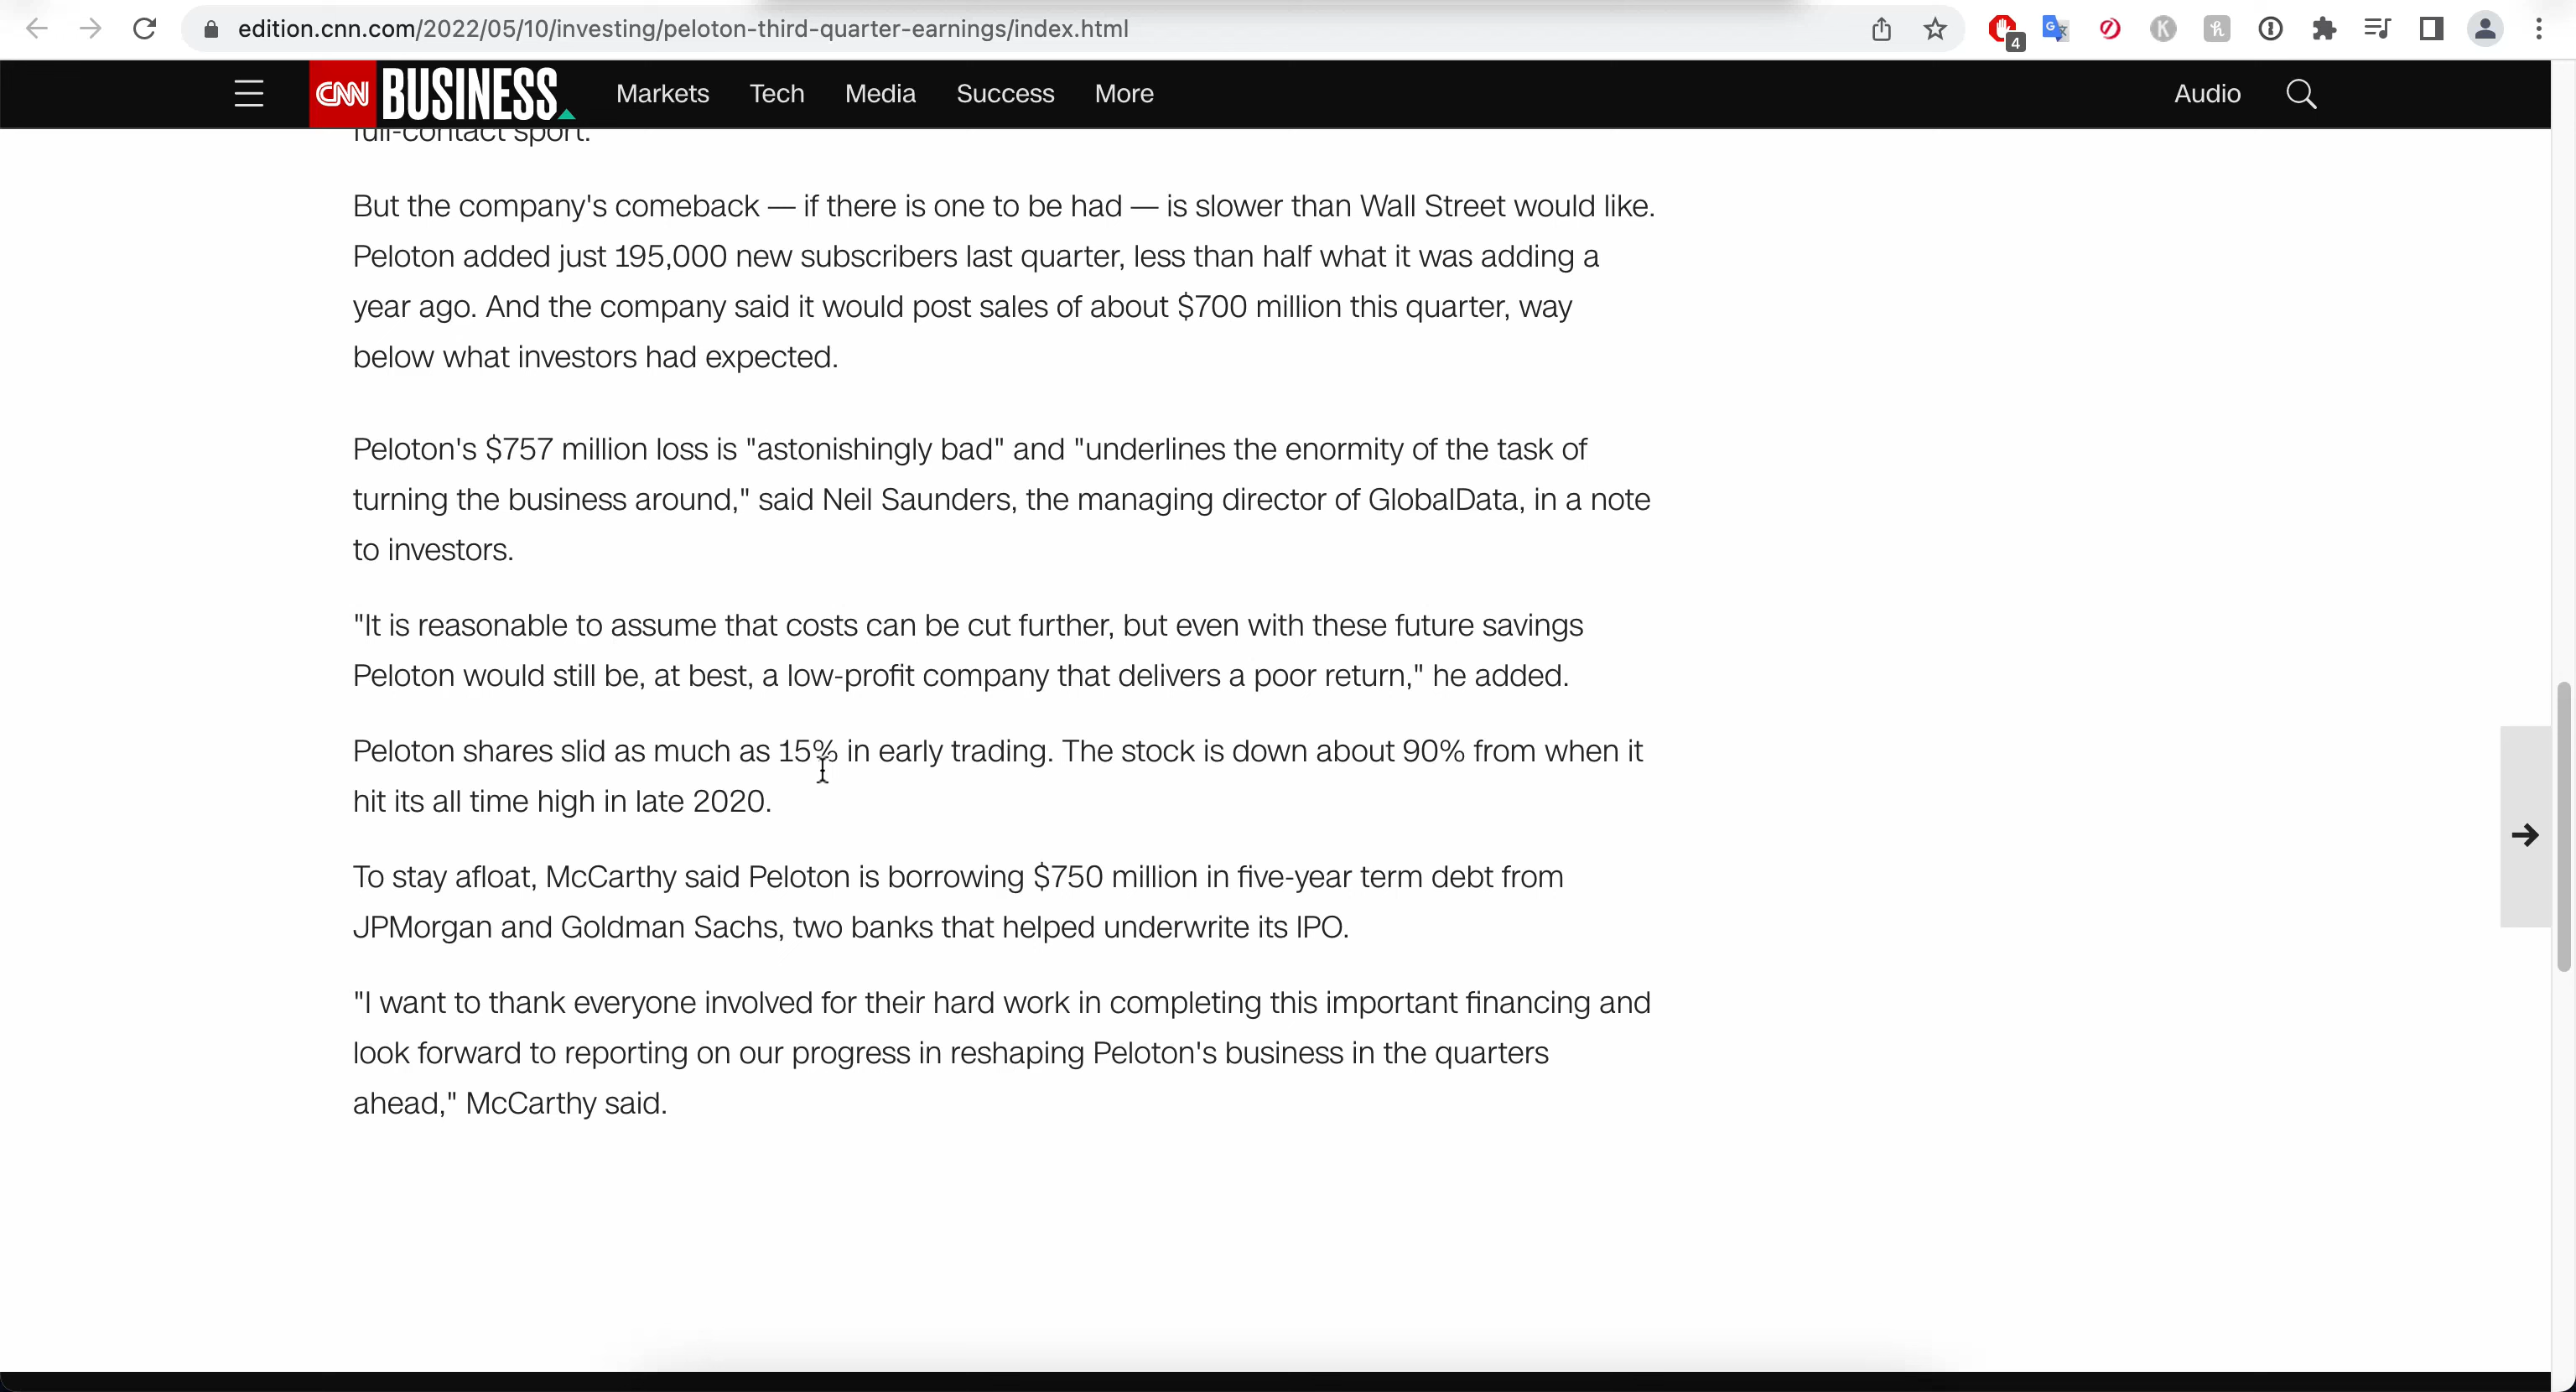 edition.cnn.com/2022/05/10/investing/peloton-third-quarter-earnings/index.html
4
CNN BUSINESS Markets Tech Media Success More Audio
full-contact sport.
But the company's comeback — if there is one to be had — is slower than Wall Street would like.
Peloton added just 195,000 new subscribers last quarter, less than half what it was adding a
year ago. And the company said it would post sales of about $700 million this quarter, way
below what investors had expected.
Peloton's $757 million loss is "astonishingly bad" and "underlines the enormity of the task of
turning the business around," said Neil Saunders, the managing director of GlobalData, in a note
to investors.
"It is reasonable to assume that costs can be cut further, but even with these future savings
Peloton would still be, at best, a low-profit company that delivers a poor return," he added.
Peloton shares slid as much as 15% in early trading. The stock is down about 90% from when it
hit its all time high in late 2020.
To stay afloat, McCarthy said Peloton is borrowing $750 million in five-year term debt from
JPMorgan and Goldman Sachs, two banks that helped underwrite its IPO.
"I want to thank everyone involved for their hard work in completing this important financing and
look forward to reporting on our progress in reshaping Peloton's business in the quarters
ahead," McCarthy said.